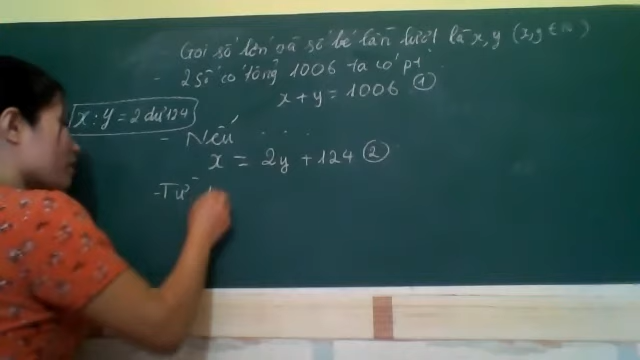 - Gọi số lớn và số bé lần lượt là x, y (x, y ∈ N)
- 2 số có tổng 1006 ta có pt
x + y = 1006 ①
x : y = 2 dư 124
- Nếu . . .
x = 2y + 124 ②
- Từ